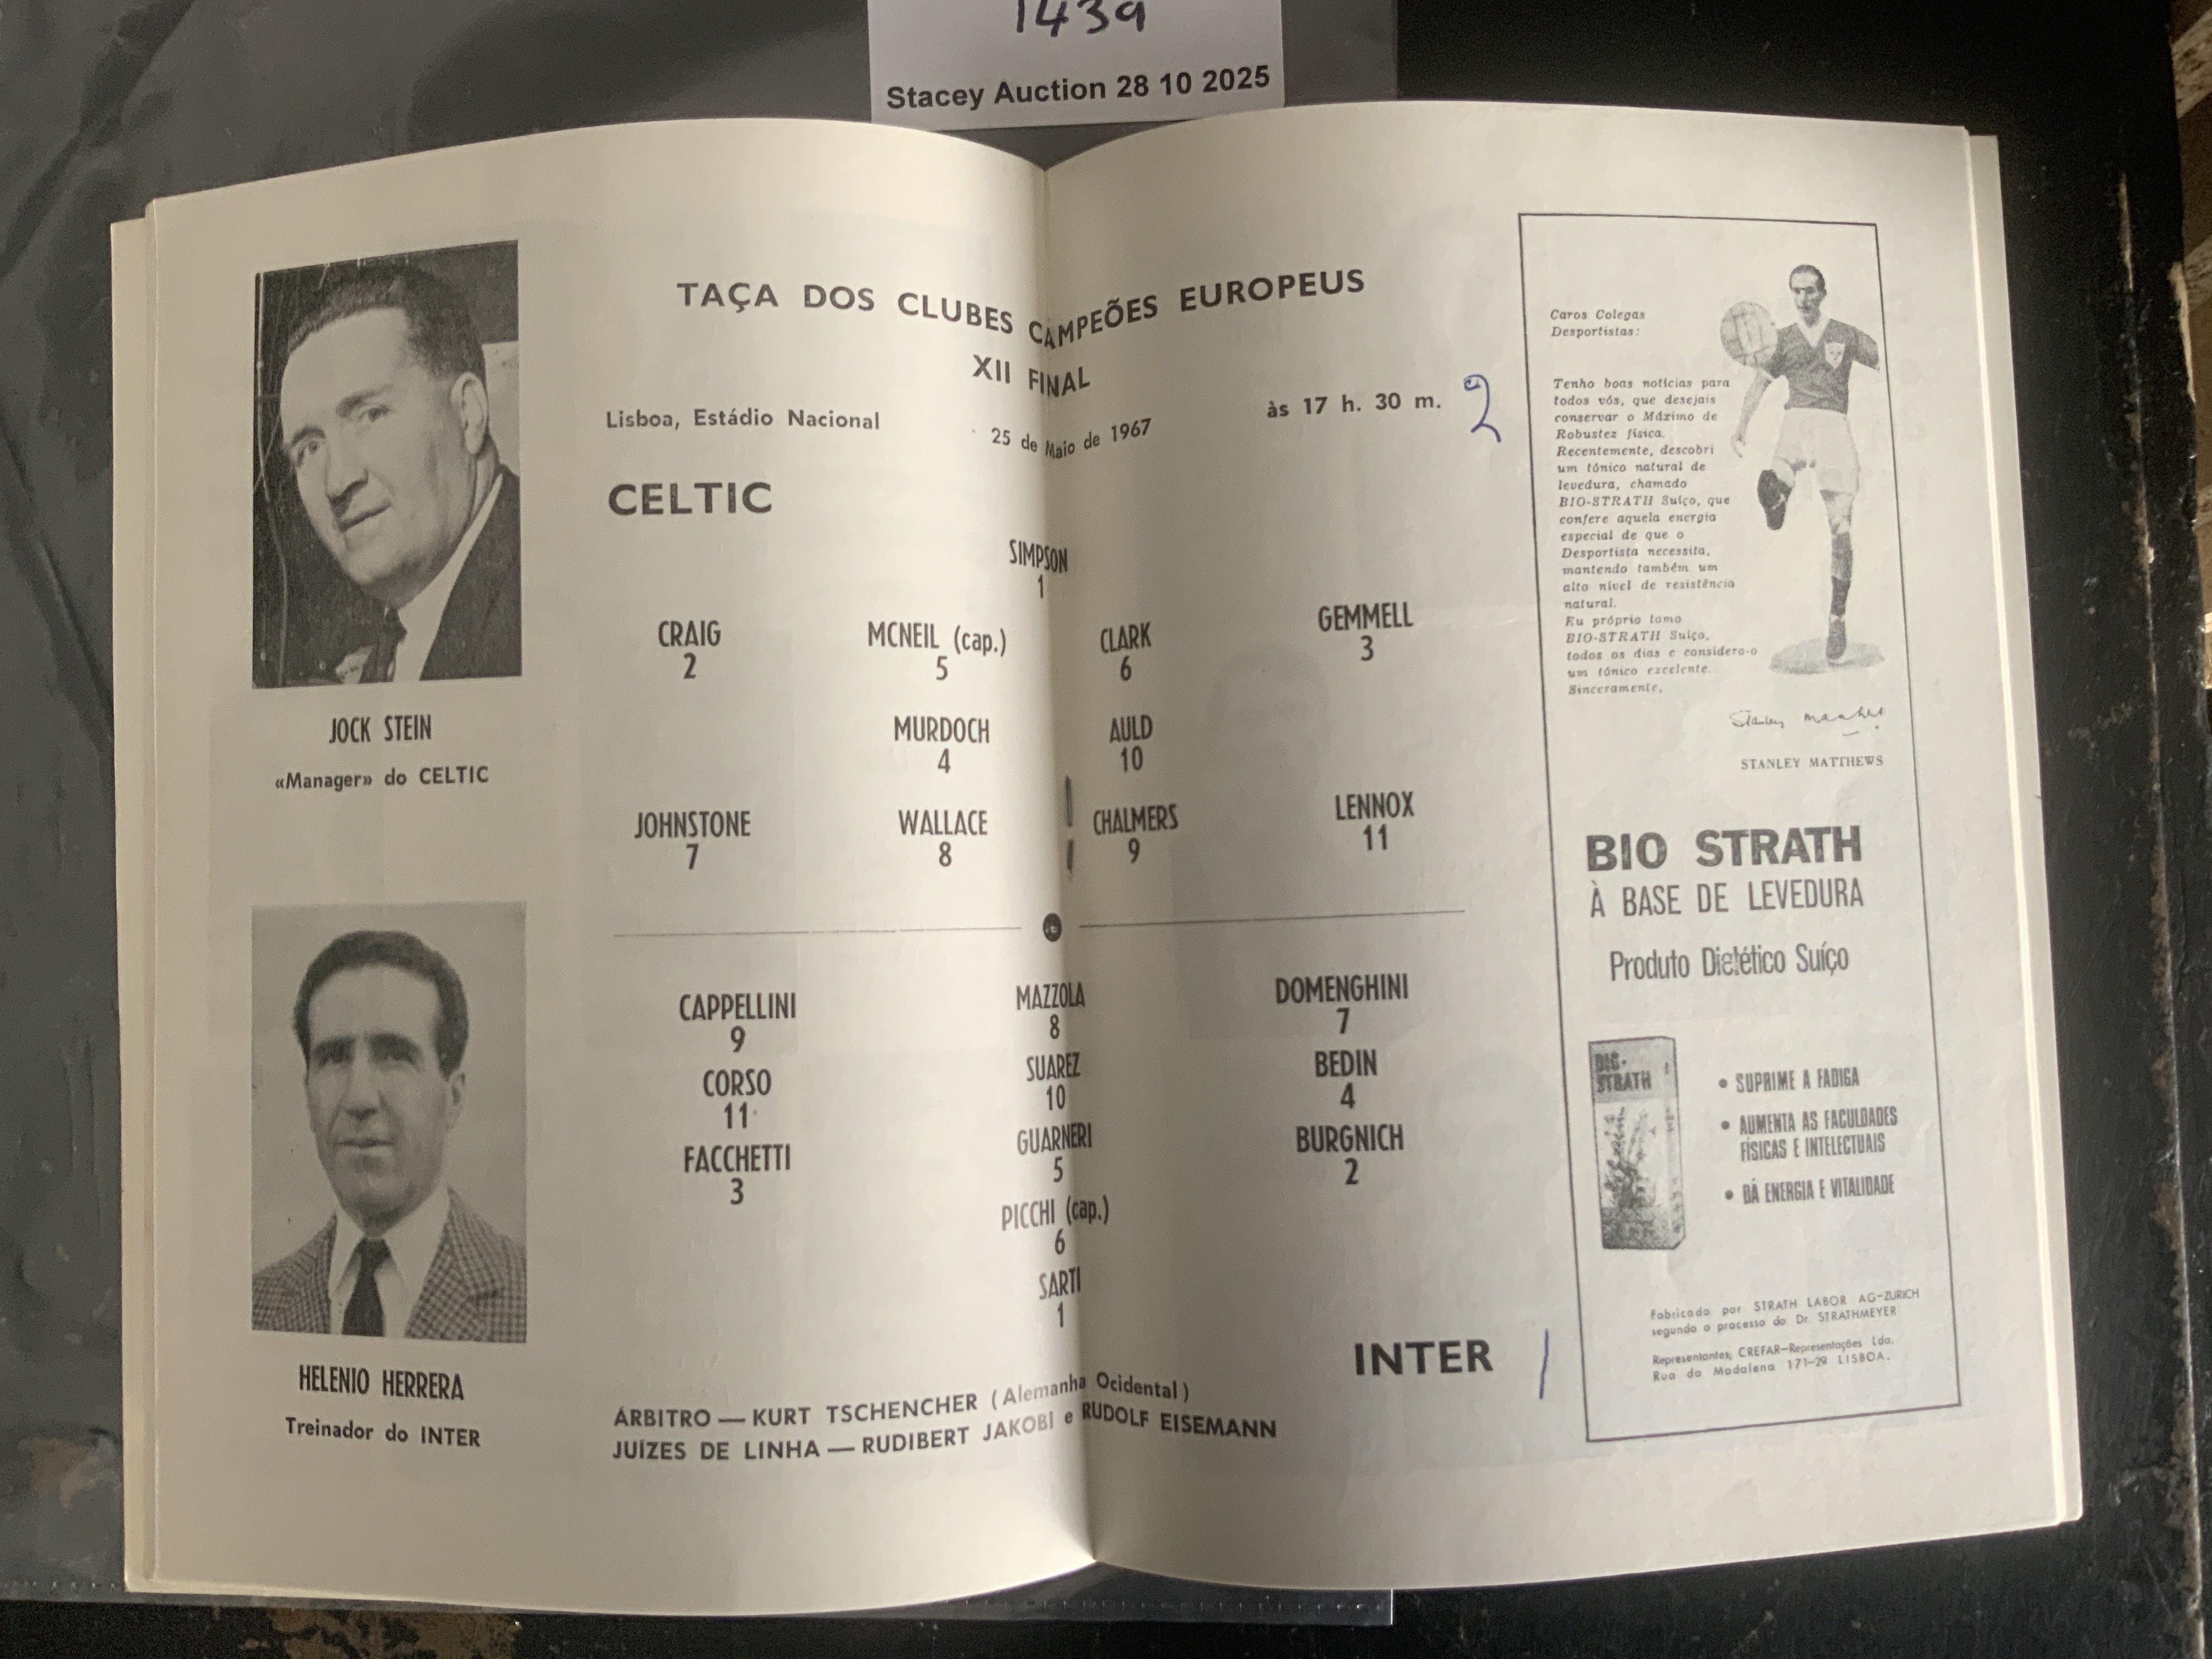 1439
Stacey Auction 28 10 2025
TAÇA DOS CLUBES CAMPEÕES EUROPEUS
XII FINAL
Lisboa, Estádio Nacional 25 de Maio de 1967 às 17 h. 30 m. 2
CELTIC
SIMPSON
1
CRAIG MCNEIL (cap.) CLARK GEMMELL
2 5 6 3
MURDOCH AULD
4 10
JOHNSTONE WALLACE CHALMERS LENNOX
7 8 9 11
JOCK STEIN
«Manager» do CELTIC
CAPPELLINI MAZZOLA DOMENGHINI
9 8 7
CORSO SUAREZ BEDIN
11 10 4
FACCHETTI GUARNERI BURGNICH
3 5 2
PICCHI (cap.)
6
SARTI
1
INTER 1
HELENIO HERRERA
Treinador do INTER
ÁRBITRO — KURT TSCHENCHER (Alemanha Ocidental)
JUÍZES DE LINHA — RUDIBERT JAKOBI e RUDOLF EISEMANN
Caros Colegas
Desportistas:
Tenho boas notícias para
todos vós, que desejais
conservar o Máximo de
Robustez física.
Recentemente, descobri
um tónico natural de
levedura, chamado
BIO-STRATH Suíço, que
confere aquela energia
especial de que o
Desportista necessita,
mantendo também um
alto nível de resistência
natural.
Eu próprio tomo
BIO-STRATH Suíço,
todos os dias e considero-o
um tónico excelente.
Sinceramente,
Stanley Matthews
STANLEY MATTHEWS
BIO STRATH
À BASE DE LEVEDURA
Produto Dietético Suíço
BIO-
STRATH
• SUPRIME A FADIGA
• AUMENTA AS FACULDADES
FÍSICAS E INTELECTUAIS
• DÁ ENERGIA E VITALIDADE
Fabricado por STRATH LABOR AG-ZURICH
segundo o processo do Dr. STRATHMEYER
Representantes; CREFAR—Representações Lda.
Rua da Madalena 171-2º LISBOA.